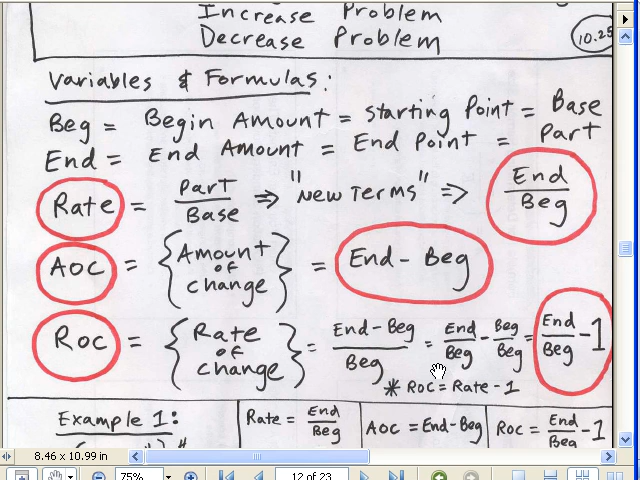 Increase Problem
Decrease Problem
10.25
Variables & Formulas:
Beg = Begin Amount = Starting Point = Base
End = End Amount = End Point = Part
Rate = Part/Base ⇒ "New Terms" ⇒ End/Beg
AOC = {Amount of change} = End - Beg
ROC = {Rate of change} = End - Beg/Beg = End/Beg - Beg/Beg = End/Beg - 1
* ROC = Rate - 1
Example 1: Rate = End/Beg AOC = End - Beg ROC = End/Beg - 1
8.46 x 10.99 in
75% 12 of 23